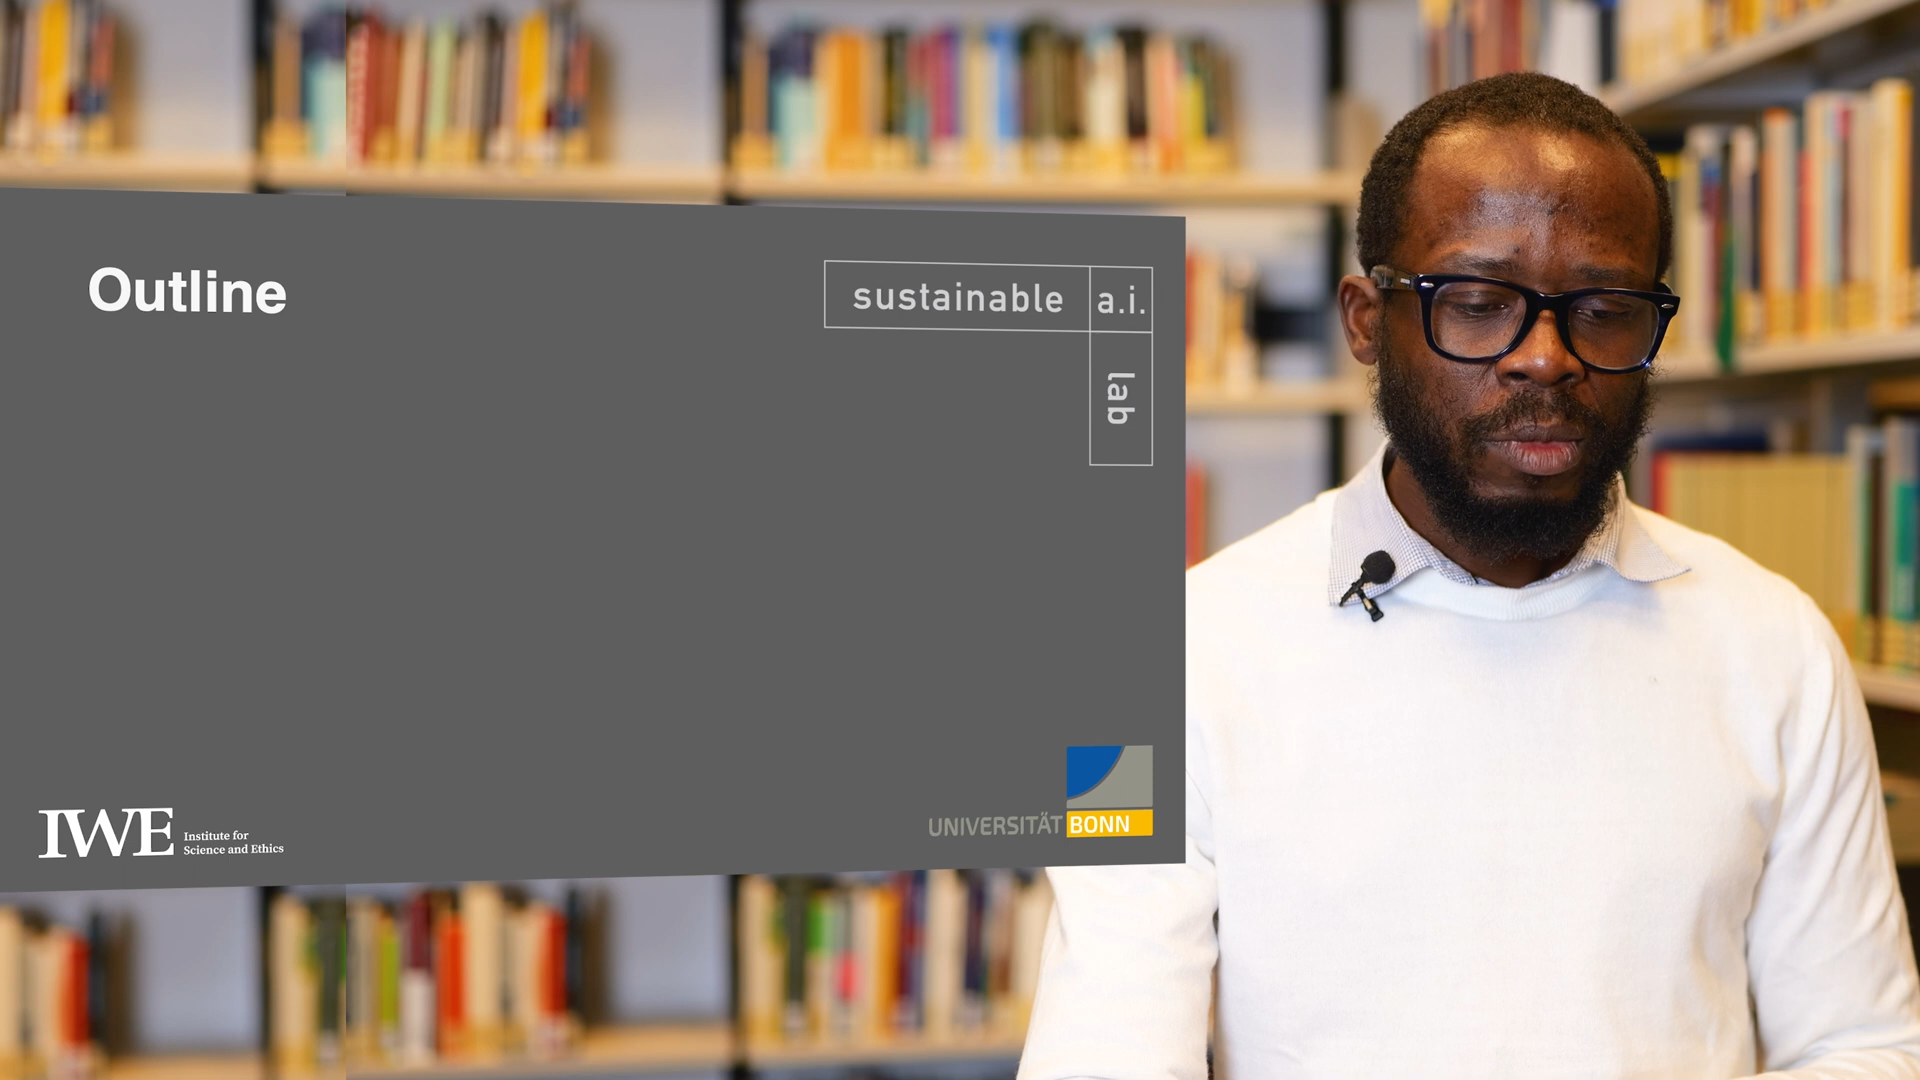 Outline
sustainable a.i.
lab
IWE
Institute for
Science and Ethics
UNIVERSITÄT BONN